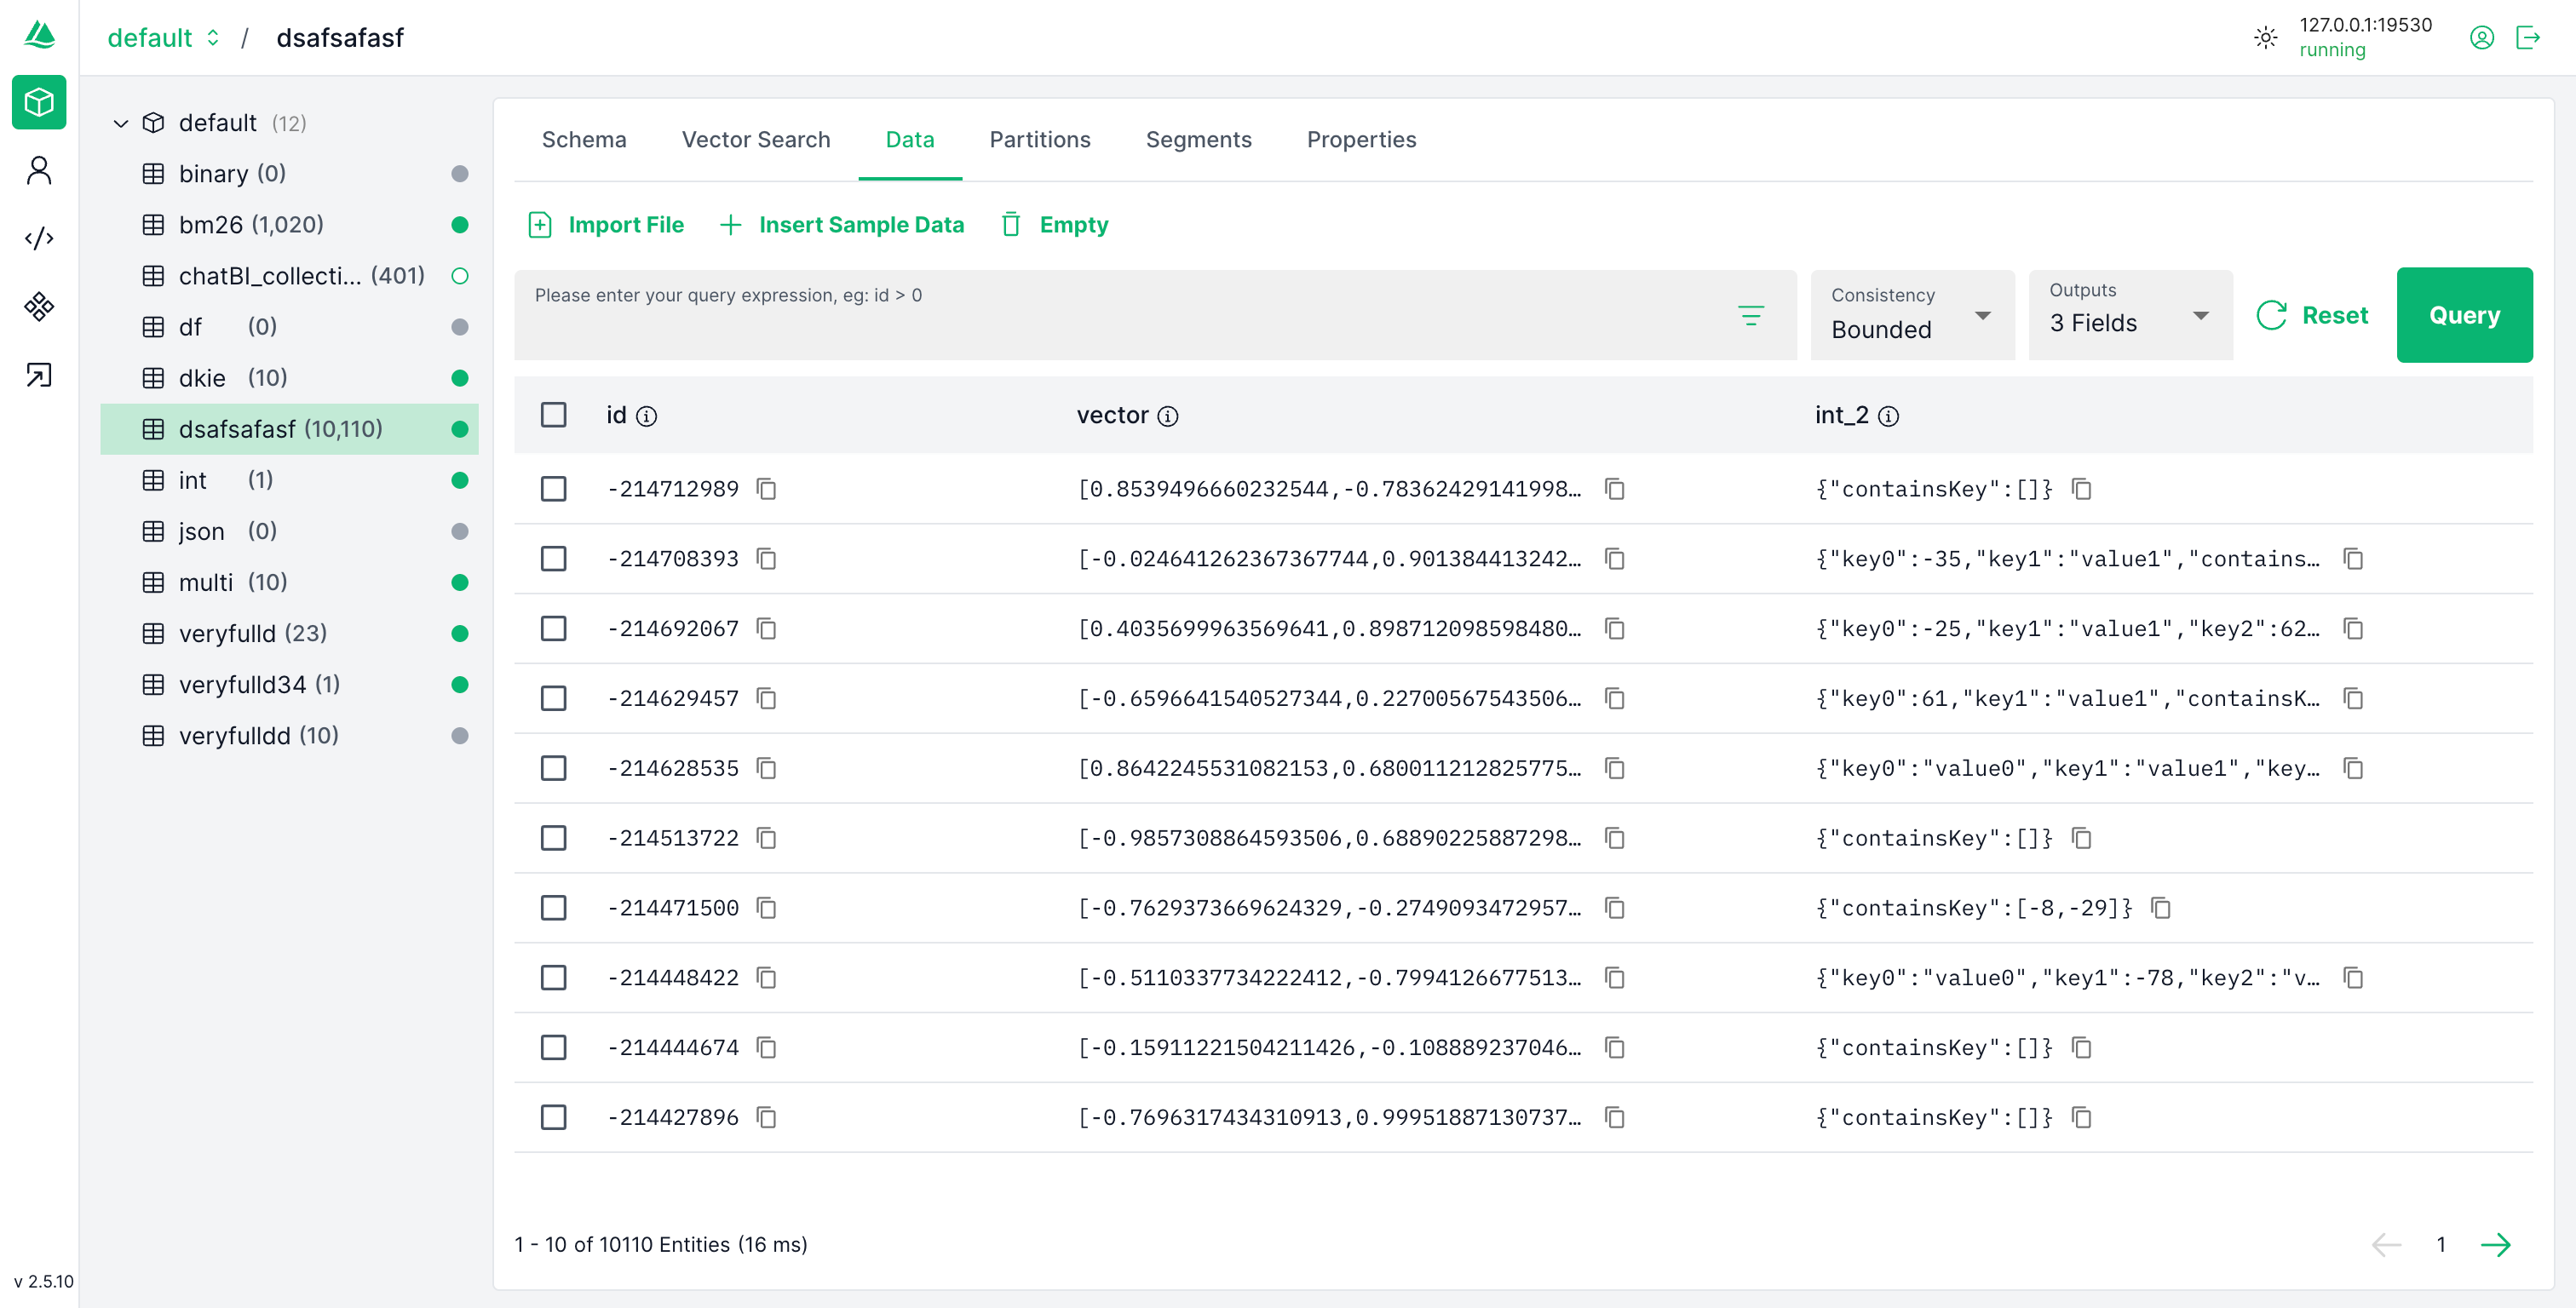 default / dsafsafasf
127.0.0.1:19530
running
default (12)
binary (0)
bm26 (1,020)
chatBI_collecti... (401)
df (0)
dkie (10)
dsafsafasf (10,110)
int (1)
json (0)
multi (10)
veryfulld (23)
veryfulld34 (1)
veryfulldd (10)
v 2.5.10
Schema Vector Search Data Partitions Segments Properties
Import File Insert Sample Data Empty
Please enter your query expression, eg: id > 0
Consistency
Bounded
Outputs
3 Fields
Reset Query
id vector int_2
-214712989 [0.8539496660232544,-0.78362429141998… {"containsKey":[]}
-214708393 [-0.024641262367367744,0.901384413242… {"key0":-35,"key1":"value1","contains…
-214692067 [0.4035699963569641,0.898712098598480… {"key0":-25,"key1":"value1","key2":62…
-214629457 [-0.6596641540527344,0.22700567543506… {"key0":61,"key1":"value1","containsK…
-214628535 [0.8642245531082153,0.680011212825775… {"key0":"value0","key1":"value1","key…
-214513722 [-0.9857308864593506,0.68890225887298… {"containsKey":[]}
-214471500 [-0.7629373669624329,-0.2749093472957… {"containsKey":[-8,-29]}
-214448422 [-0.5110337734222412,-0.7994126677513… {"key0":"value0","key1":-78,"key2":"v…
-214444674 [-0.15911221504211426,-0.108889237046… {"containsKey":[]}
-214427896 [-0.7696317434310913,0.99951887130737… {"containsKey":[]}
1 - 10 of 10110 Entities (16 ms)
1